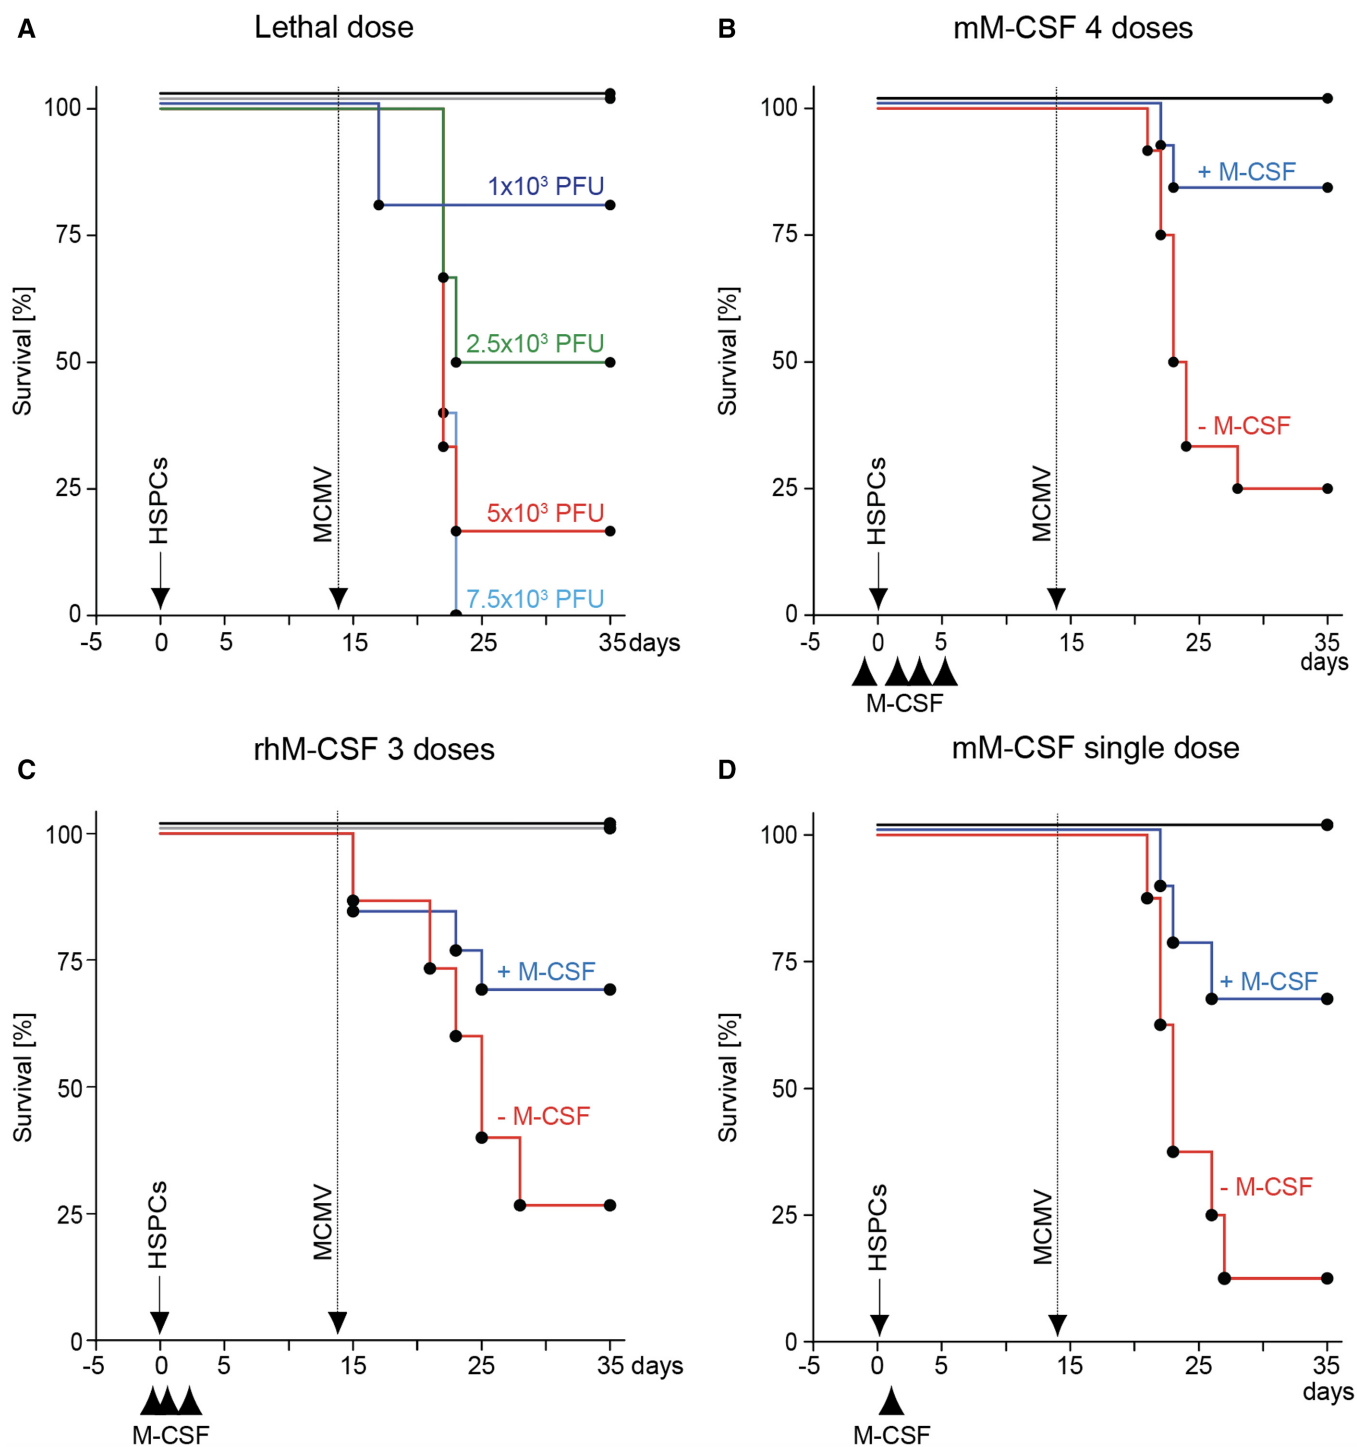 A
Lethal dose
100
75
50
25
0
Survival [%]
1x10³ PFU
2.5x10³ PFU
5x10³ PFU
7.5x10³ PFU
HSPCs
MCMV
-5 0 5 15 25 35 days
B
mM-CSF 4 doses
100
75
50
25
0
Survival [%]
+ M-CSF
- M-CSF
HSPCs
MCMV
-5 0 5 15 25 35
days
M-CSF
C
rhM-CSF 3 doses
100
75
50
25
0
Survival [%]
+ M-CSF
- M-CSF
HSPCs
MCMV
-5 0 5 15 25 35 days
M-CSF
D
mM-CSF single dose
100
75
50
25
0
Survival [%]
+ M-CSF
- M-CSF
HSPCs
MCMV
-5 0 5 15 25 35
days
M-CSF